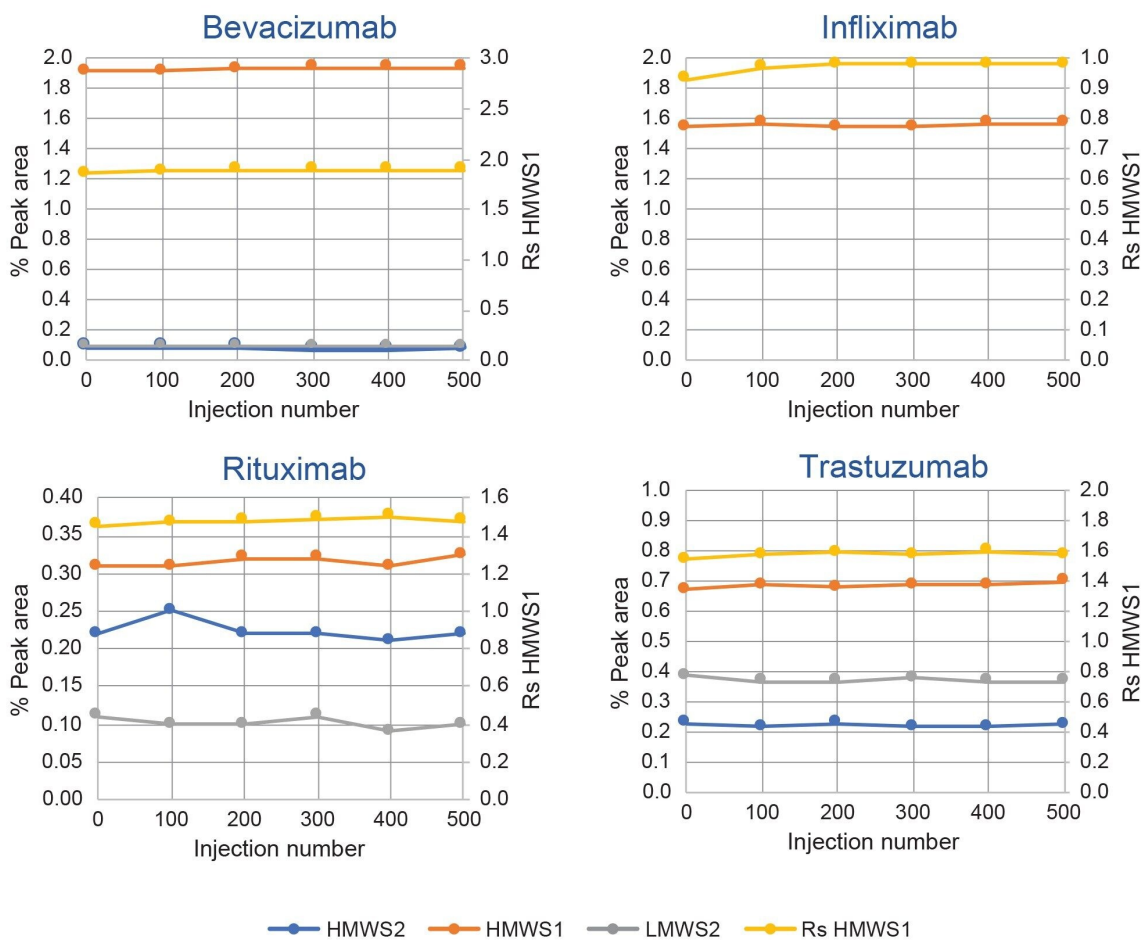 Bevacizumab
2.0 3.0
1.8
1.6 2.5
1.4
1.2 2.0
1.0 1.5
0.8
0.6 1.0
0.4 0.5
0.2
0.0 0.0
% Peak area
Rs HMWS1
0 100 200 300 400 500
Injection number
Infliximab
2.0 1.0
1.8 0.9
1.6 0.8
1.4 0.7
1.2 0.6
1.0 0.5
0.8 0.4
0.6 0.3
0.4 0.2
0.2 0.1
0.0 0.0
% Peak area
Rs HMWS1
0 100 200 300 400 500
Injection number
Rituximab
0.40 1.6
0.35 1.4
0.30 1.2
0.25 1.0
0.20 0.8
0.15 0.6
0.10 0.4
0.05 0.2
0.00 0.0
% Peak area
Rs HMWS1
0 100 200 300 400 500
Injection number
Trastuzumab
1.0 2.0
0.9 1.8
0.8 1.6
0.7 1.4
0.6 1.2
0.5 1.0
0.4 0.8
0.3 0.6
0.2 0.4
0.1 0.2
0.0 0.0
% Peak area
Rs HMWS1
0 100 200 300 400 500
Injection number
HMWS2 HMWS1 LMWS2 Rs HMWS1